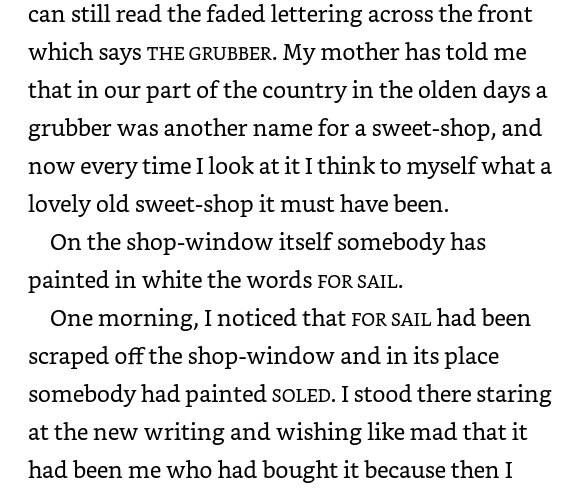 can still read the faded lettering across the front
which says THE GRUBBER. My mother has told me
that in our part of the country in the olden days a
grubber was another name for a sweet-shop, and
now every time I look at it I think to myself what a
lovely old sweet-shop it must have been.
On the shop-window itself somebody has
painted in white the words FOR SAIL.
One morning, I noticed that FOR SAIL had been
scraped off the shop-window and in its place
somebody had painted SOLED. I stood there staring
at the new writing and wishing like mad that it
had been me who had bought it because then I